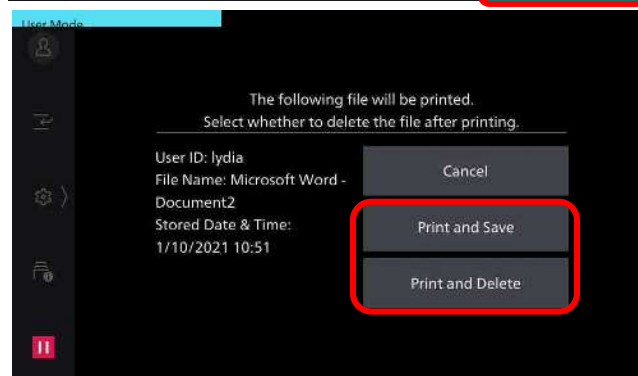 User Mode
The following file will be printed.
Select whether to delete the file after printing.
User ID: lydia
File Name: Microsoft Word -
Document2
Stored Date & Time:
1/10/2021 10:51
Cancel
Print and Save
Print and Delete